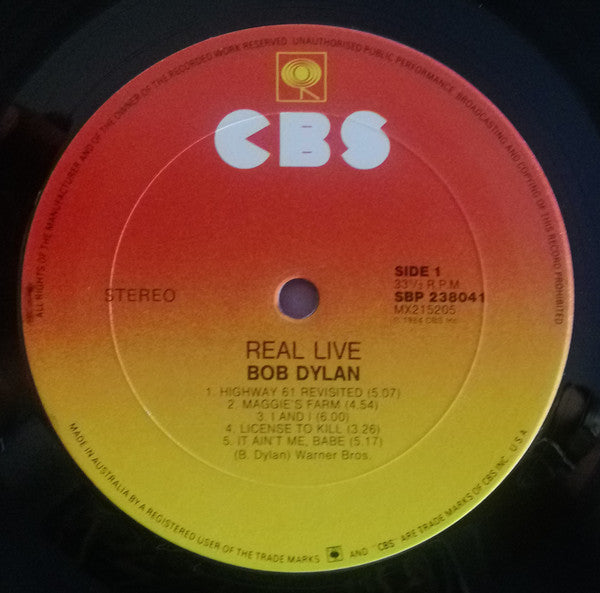 ALL RIGHTS OF THE MANUFACTURER AND OF THE OWNER OF THE RECORDED WORK RESERVED. UNAUTHORISED PUBLIC PERFORMANCE, BROADCASTING AND COPYING OF THIS RECORD PROHIBITED
CBS
STEREO
SIDE 1
33⅓ R.P.M.
SBP 238041
MX215205
℗ 1984 CBS Inc.
REAL LIVE
BOB DYLAN
1. HIGHWAY 61 REVISITED (5.07)
2. MAGGIE'S FARM (4.54)
3. I AND I (6.00)
4. LICENSE TO KILL (3.26)
5. IT AIN'T ME, BABE (5.17)
(B. Dylan) Warner Bros.
MADE IN AUSTRALIA BY A REGISTERED USER OF THE TRADE MARKS AND "CBS" ARE TRADE MARKS OF CBS INC. U.S.A.